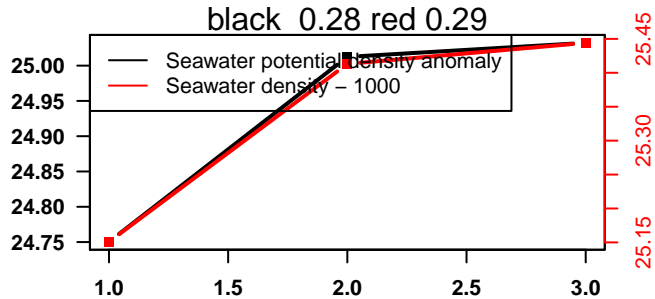 black  0.28 red 0.29
Seawater potential density anomaly
Seawater density − 1000
25.00
24.95
24.90
24.85
24.80
24.75
25.45
25.30
25.15
1.0 1.5 2.0 2.5 3.0